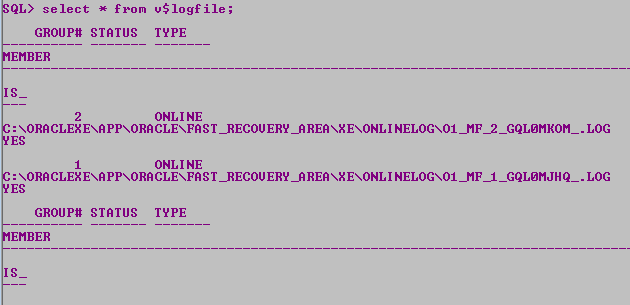 SQL> select * from v$logfile;
GROUP# STATUS TYPE
---------- ------- -------
MEMBER
--------------------------------------------------------------------------------
IS_
---
2 ONLINE
C:\ORACLEXE\APP\ORACLE\FAST_RECOVERY_AREA\XE\ONLINELOG\O1_MF_2_GQL0MKOM_.LOG
YES
1 ONLINE
C:\ORACLEXE\APP\ORACLE\FAST_RECOVERY_AREA\XE\ONLINELOG\O1_MF_1_GQL0MJHQ_.LOG
YES
GROUP# STATUS TYPE
---------- ------- -------
MEMBER
--------------------------------------------------------------------------------
IS_
---